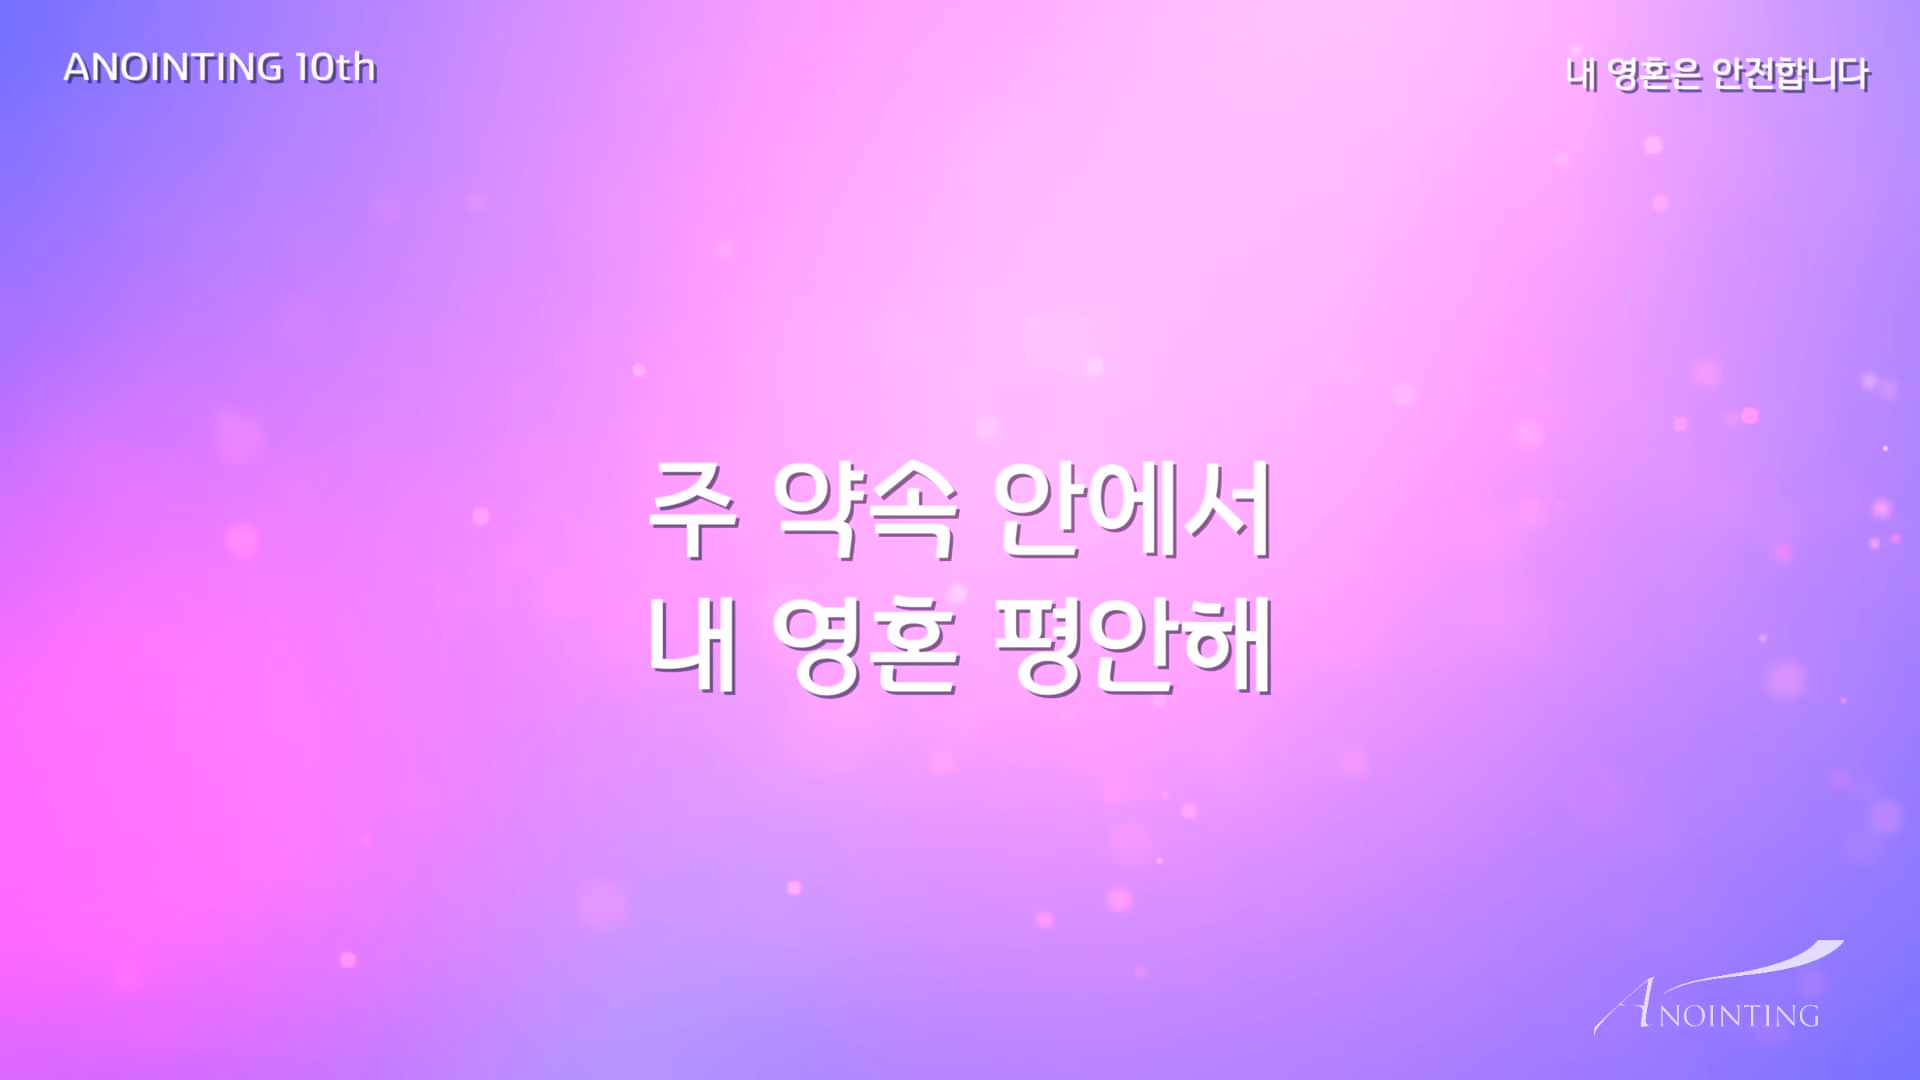 ANOINTING 10th
내 영혼은 안전합니다
주 약속 안에서
내 영혼 평안해
ANOINTING